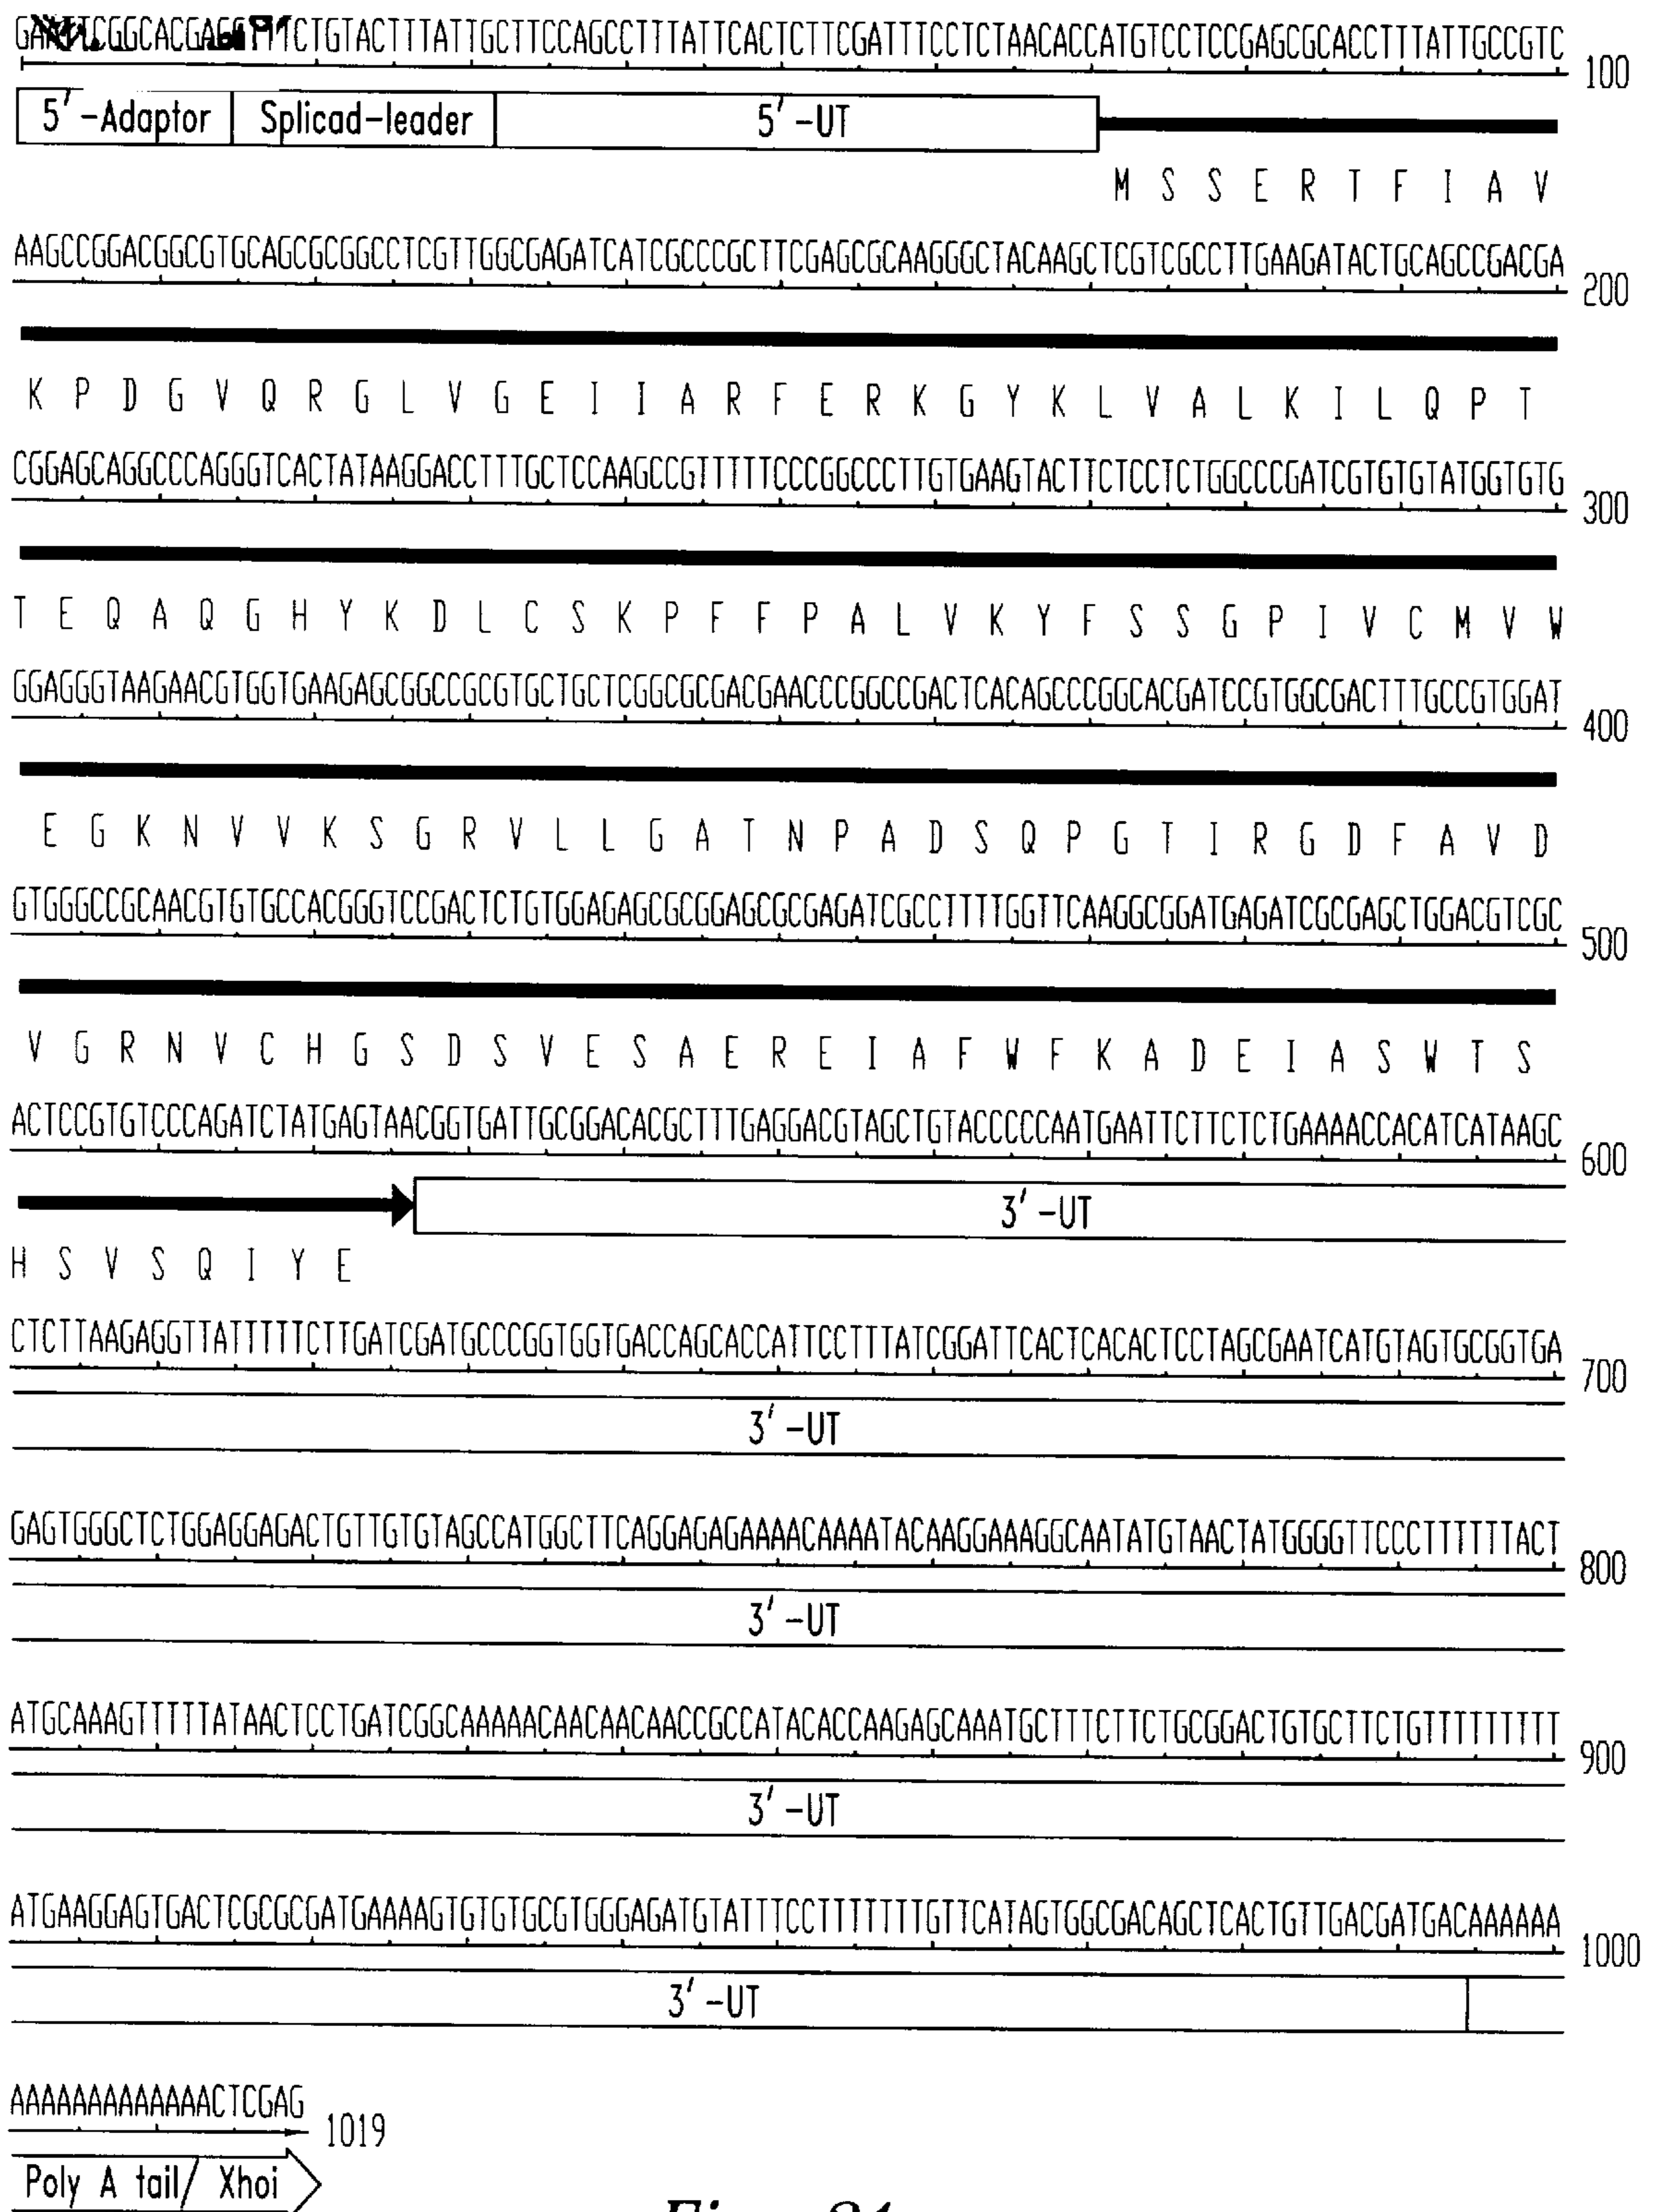 CGGCACGAG CTGTACTTTATTGCTTCCAGCCTTTATTCACTCTTCGATTTCCTCTAACACCATGTCCTCCGAGCGCACCTTTATTGCCGTC
100
5'-Adaptor Splicad-leader 5'-UT
M S S E R T F I A V
AAGCCGGACGGCGTGCAGCGCGGCCTCGTTGGCGAGATCATCGCCCGCTTCGAGCGCAAGGGCTACAAGCTCGTCGCCTTGAAGATACTGCAGCCGACGA
200
K P D G V Q R G L V G E I I A R F E R K G Y K L V A L K I L Q P T
CGGAGCAGGCCCAGGGTCACTATAAGGACCTTTGCTCCAAGCCGTTTTTCCCGGCCCTTGTGAAGTACTTCTCCTCTGGCCCGATCGTGTGTATGGTGTG
300
T E Q A Q G H Y K D L C S K P F F P A L V K Y F S S G P I V C M V W
GGAGGGTAAGAACGTGGTGAAGAGCGGCCGCGTGCTGCTCGGCGCGACGAACCCGGCCGACTCACAGCCCGGCACGATCCGTGGCGACTTTGCCGTGGAT
400
E G K N V V K S G R V L L G A T N P A D S Q P G T I R G D F A V D
GTGGGCCGCAACGTGTGCCACGGGTCCGACTCTGTGGAGAGCGCGGAGCGCGAGATCGCCTTTTGGTTCAAGGCGGATGAGATCGCGAGCTGGACGTCGC
500
V G R N V C H G S D S V E S A E R E I A F W F K A D E I A S W T S
ACTCCGTGTCCCAGATCTATGAGTAACGGTGATTGCGGACACGCTTTGAGGACGTAGCTGTACCCCCAATGAATTCTTCTCTGAAAACCACATCATAAGC
600
3'-UT
H S V S Q I Y E
CTCTTAAGAGGTTATTTTTCTTGATCGATGCCCGGTGGTGACCAGCACCATTCCTTTATCGGATTCACTCACACTCCTAGCGAATCATGTAGTGCGGTGA
700
3'-UT
GAGTGGGCTCTGGAGGAGACTGTTGTGTAGCCATGGCTTCAGGAGAGAAAACAAAATACAAGGAAAGGCAATATGTAACTATGGGGTTCCCTTTTTTACT
800
3'-UT
ATGCAAAGTTTTTATAACTCCTGATCGGCAAAAACAACAACAACCGCCATACACCAAGAGCAAATGCTTTCTTCTGCGGACTGTGCTTCTGTTTTTTTTT
900
3'-UT
ATGAAGGAGTGACTCGCGCGATGAAAAGTGTGTGCGTGGGAGATGTATTTCCTTTTTTTGTTCATAGTGGCGACAGCTCACTGTTGACGATGACAAAAAA
1000
3'-UT
AAAAAAAAAAAAACTCGAG
1019
Poly A tail/ Xhoi